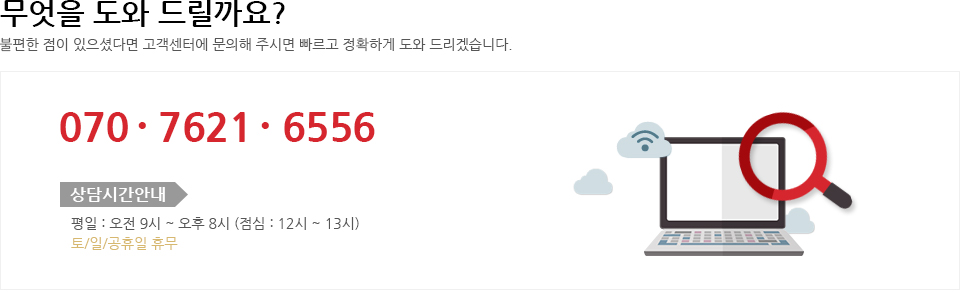 무엇을 도와 드릴까요?
불편한 점이 있으셨다면 고객센터에 문의해 주시면 빠르고 정확하게 도와 드리겠습니다.
070 · 7621 · 6556
상담시간안내
평일 : 오전 9시 ~ 오후 8시 (점심 : 12시 ~ 13시)
토/일/공휴일 휴무